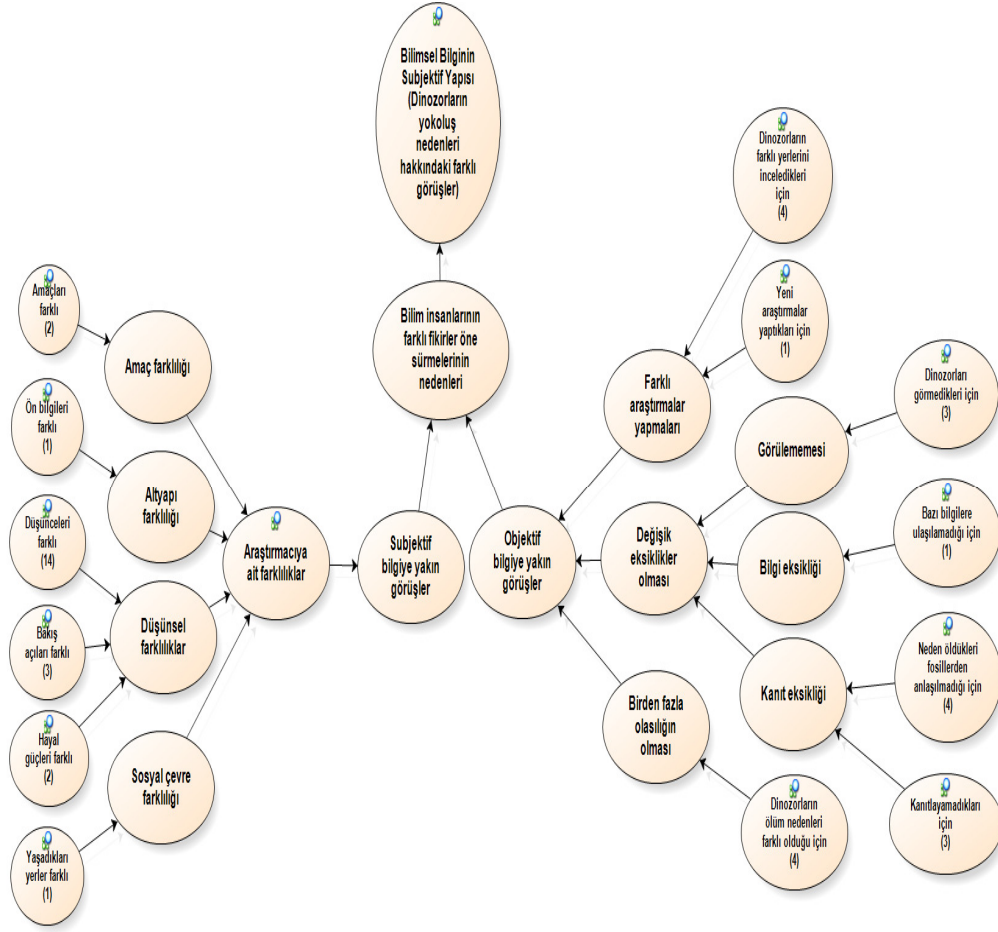 Bilimsel Bilginin
Subjektif Yapısı
(Dinozorların
yokoluş
nedenleri
hakkındaki farklı
görüşler)
Bilim insanlarının
farklı fikirler öne
sürmelerinin
nedenleri
Amaçları
farklı
(2)
Amaç farklılığı
Ön bilgileri
farklı
(1)
Altyapı
farklılığı
Düşünceleri
farklı
(14)
Bakış
açıları farklı
(3)
Hayal
güçleri farklı
(2)
Düşünsel
farklılıklar
Yaşadıkları
yerler farklı
(1)
Sosyal çevre
farklılığı
Araştırmacıya
ait farklılıklar
Subjektif
bilgiye yakın
görüşler
Objektif
bilgiye yakın
görüşler
Farklı
araştırmalar
yapmaları
Dinozorların
farklı yerlerini
inceledikleri
için
(4)
Yeni
araştırmalar
yaptıkları için
(1)
Değişik
eksiklikler
olması
Görülememesi
Dinozorları
görmedikleri için
(3)
Bilgi eksikliği
Bazı bilgilere
ulaşılamadığı için
(1)
Kanıt eksikliği
Neden öldükleri
fosillerden
anlaşılmadığı için
(4)
Kanıtlayamadıkları
için
(3)
Birden fazla
olasılığın
olması
Dinozorların
ölüm nedenleri
farklı olduğu için
(4)